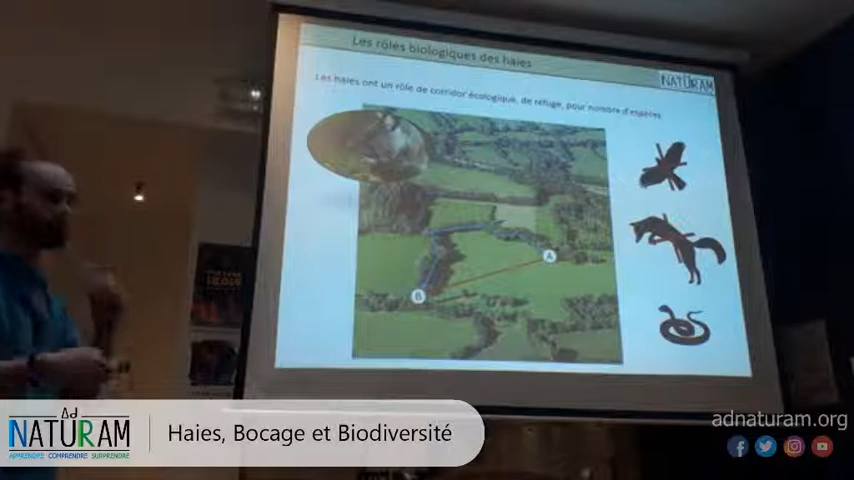 Les rôles biologiques des haies
NATURAM
Les haies ont un rôle de corridor écologique, de refuge, pour nombre d'espèces
A
B
Ad
NATURAM
APPRENDRE COMPRENDRE SURPRENDRE
Haies, Bocage et Biodiversité
adnaturam.org